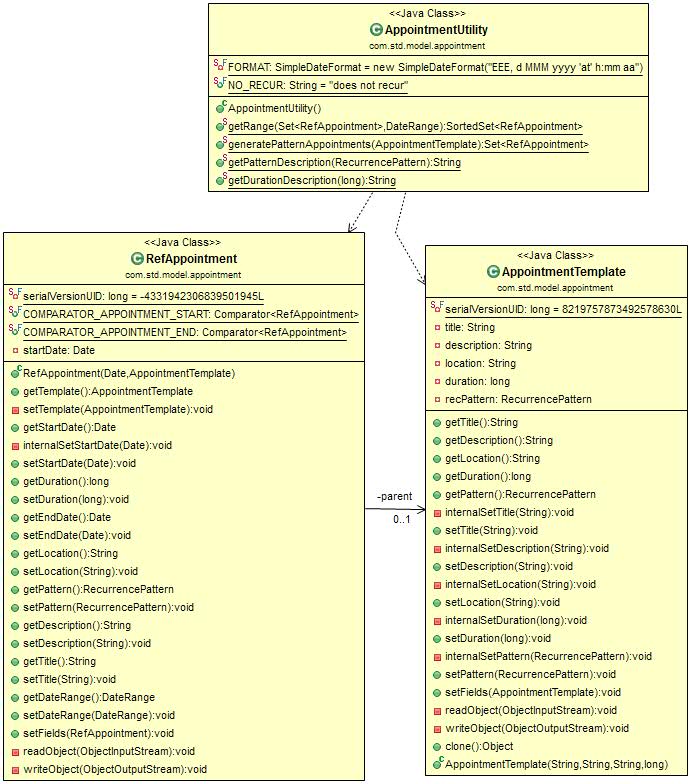 <<Java Class>>
AppointmentUtility
com.std.model.appointment
FORMAT: SimpleDateFormat = new SimpleDateFormat("EEE, d MMM yyyy 'at' h:mm aa")
NO_RECUR: String = "does not recur"
AppointmentUtility()
getRange(Set<RefAppointment>,DateRange):SortedSet<RefAppointment>
generatePatternAppointments(AppointmentTemplate):Set<RefAppointment>
getPatternDescription(RecurrencePattern):String
getDurationDescription(long):String
<<Java Class>>
RefAppointment
com.std.model.appointment
serialVersionUID: long = -4331942306839501945L
COMPARATOR_APPOINTMENT_START: Comparator<RefAppointment>
COMPARATOR_APPOINTMENT_END: Comparator<RefAppointment>
startDate: Date
RefAppointment(Date,AppointmentTemplate)
getTemplate():AppointmentTemplate
setTemplate(AppointmentTemplate):void
getStartDate():Date
internalSetStartDate(Date):void
setStartDate(Date):void
getDuration():long
setDuration(long):void
getEndDate():Date
setEndDate(Date):void
getLocation():String
setLocation(String):void
getPattern():RecurrencePattern
setPattern(RecurrencePattern):void
getDescription():String
setDescription(String):void
getTitle():String
setTitle(String):void
getDateRange():DateRange
setDateRange(DateRange):void
setFields(RefAppointment):void
readObject(ObjectInputStream):void
writeObject(ObjectOutputStream):void
-parent
0..1
<<Java Class>>
AppointmentTemplate
com.std.model.appointment
serialVersionUID: long = 8219757873492578630L
title: String
description: String
location: String
duration: long
recPattern: RecurrencePattern
getTitle():String
getDescription():String
getLocation():String
getDuration():long
getPattern():RecurrencePattern
internalSetTitle(String):void
setTitle(String):void
internalSetDescription(String):void
setDescription(String):void
internalSetLocation(String):void
setLocation(String):void
internalSetDuration(long):void
setDuration(long):void
internalSetPattern(RecurrencePattern):void
setPattern(RecurrencePattern):void
setFields(AppointmentTemplate):void
readObject(ObjectInputStream):void
writeObject(ObjectOutputStream):void
clone():Object
AppointmentTemplate(String,String,String,long)